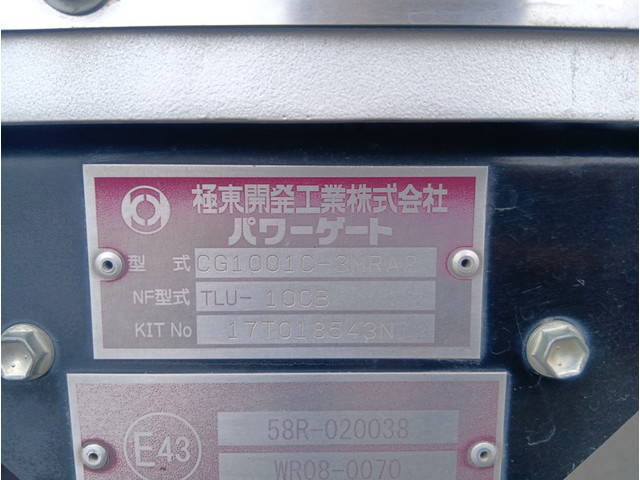 極東開発工業株式会社
パワーゲート
型 式
NF型式 TLU-
KIT No 17T018543N
E43 58R-020038
WR08-0070